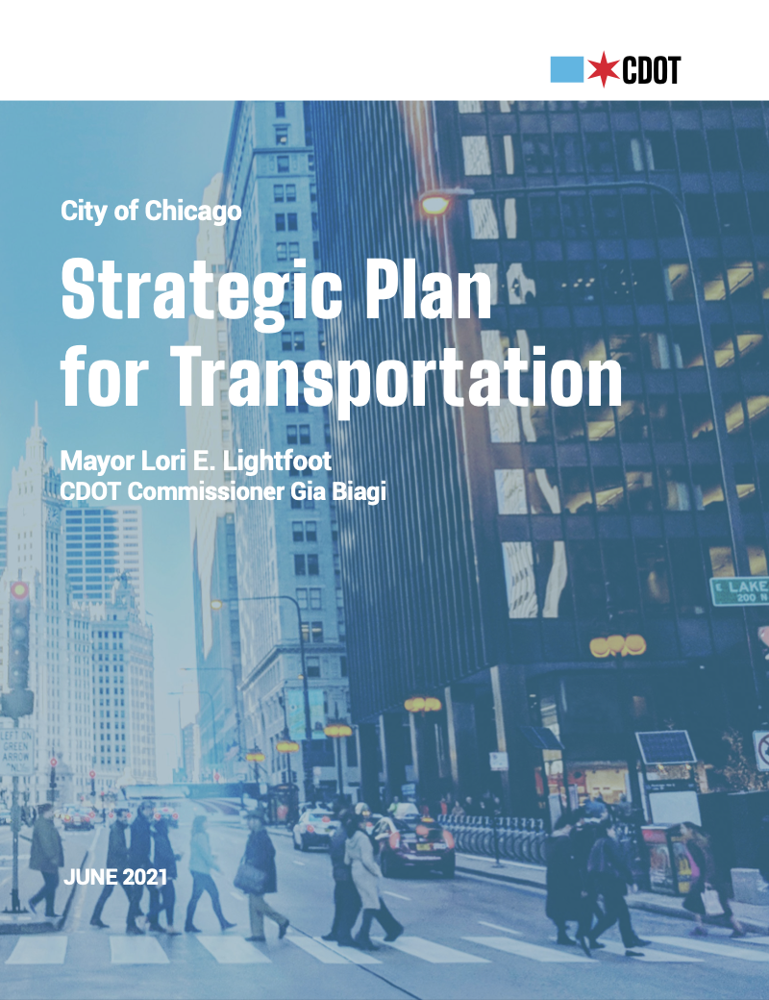 CDOT
City of Chicago
Strategic Plan
for Transportation
Mayor Lori E. Lightfoot
CDOT Commissioner Gia Biagi
E LAKE
200 N
LEFT ON
GREEN
ARROW
ONLY
JUNE 2021